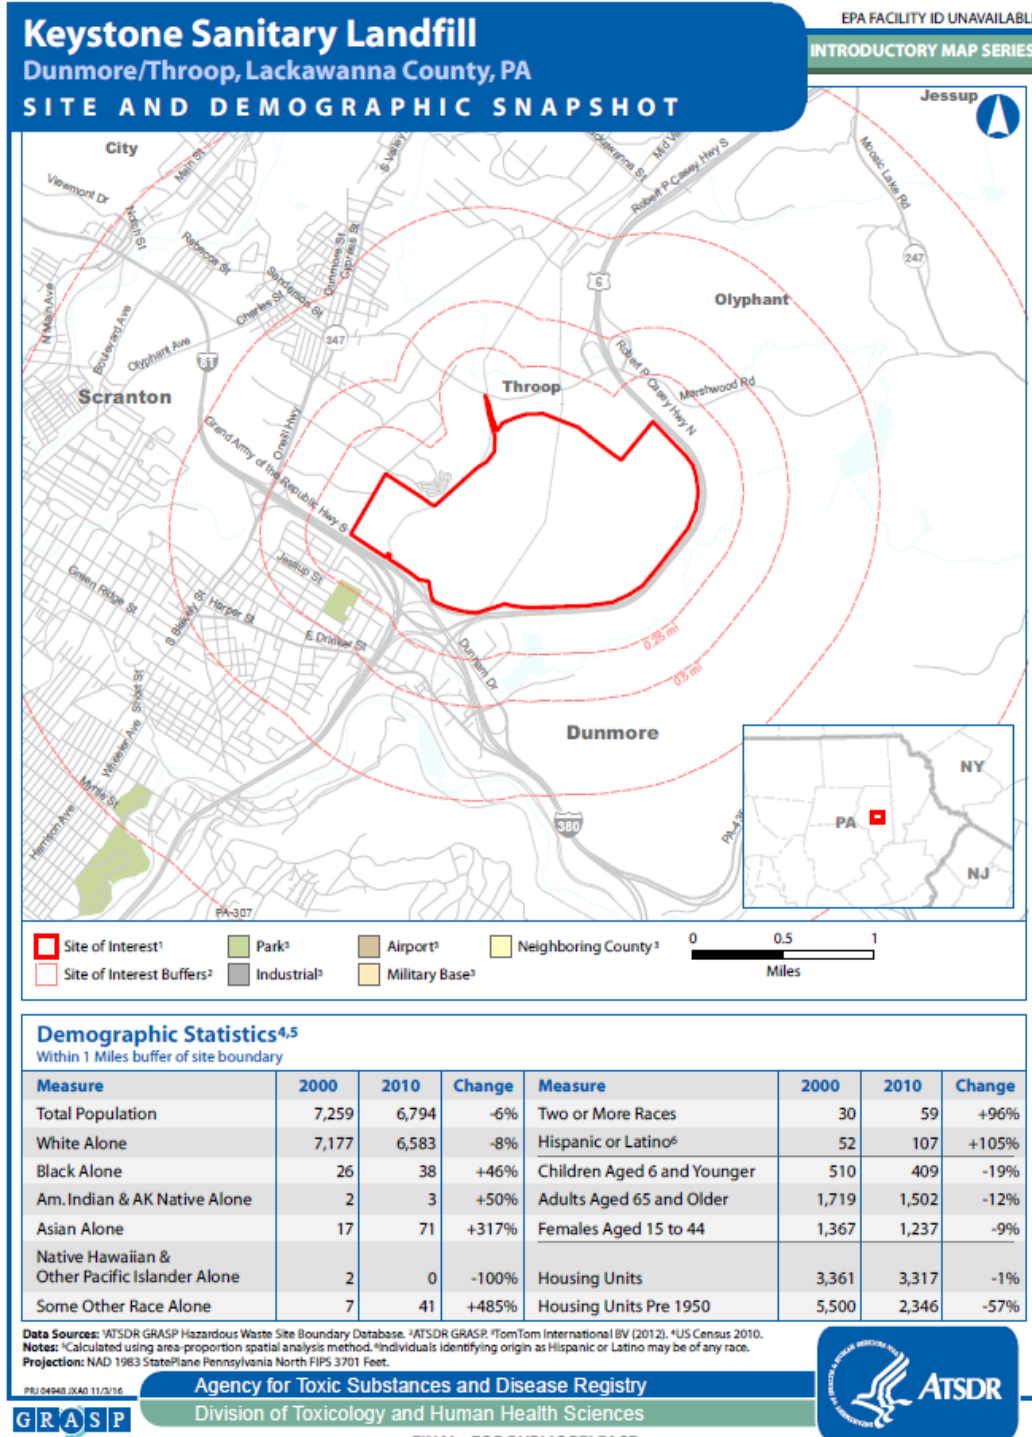 Keystone Sanitary Landfill
Dunmore/Throop, Lackawanna County, PA
SITE AND DEMOGRAPHIC SNAPSHOT
EPA FACILITY ID UNAVAILABL
INTRODUCTORY MAP SERIES
Jessup
City
Viewmont Dr
Main St
Notch St
Rebecca St
Sanderson St
Charles St
Dunmore St
Cypress St
S Valley
Mid Va
Robert P Casey Hwy S
Mosaic Lake Rd
247
6
Olyphant
N Main Ave
Boulevard Ave
Olyphant Ave
81
347
Scranton
Throop
Robert P. Casey Hwy N
Marshwood Rd
Oneill Hwy
Grand Army of the Republic Hwy S
Jessup St
Green Ridge St
S Blakely St
Harper St
E Drinker St
Dunham Dr
0.25 mi
0.5 mi
Short St
Wheeler Ave
Myrtle St
Harrison Ave
Dunmore
380
PA-307
NY
PA
NJ
Site of Interest¹
Park³
Airport³
Neighboring County³
0 0.5 1
Miles
Site of Interest Buffers²
Industrial³
Military Base³
Demographic Statistics⁴,⁵
Within 1 Miles buffer of site boundary
Measure 2000 2010 Change Measure 2000 2010 Change
Total Population 7,259 6,794 -6% Two or More Races 30 59 +96%
White Alone 7,177 6,583 -8% Hispanic or Latino⁶ 52 107 +105%
Black Alone 26 38 +46% Children Aged 6 and Younger 510 409 -19%
Am. Indian & AK Native Alone 2 3 +50% Adults Aged 65 and Older 1,719 1,502 -12%
Asian Alone 17 71 +317% Females Aged 15 to 44 1,367 1,237 -9%
Native Hawaiian &
Other Pacific Islander Alone 2 0 -100% Housing Units 3,361 3,317 -1%
Some Other Race Alone 7 41 +485% Housing Units Pre 1950 5,500 2,346 -57%
Data Sources: ¹ATSDR GRASP Hazardous Waste Site Boundary Database. ²ATSDR GRASP. ³TomTom International BV (2012). ⁴US Census 2010.
Notes: ⁵Calculated using area-proportion spatial analysis method. ⁶Individuals identifying origin as Hispanic or Latino may be of any race.
Projection: NAD 1983 StatePlane Pennsylvania North FIPS 3701 Feet.
PRJ 04948 JXA0 11/3/16
Agency for Toxic Substances and Disease Registry
Division of Toxicology and Human Health Sciences
GRASP
ATSDR